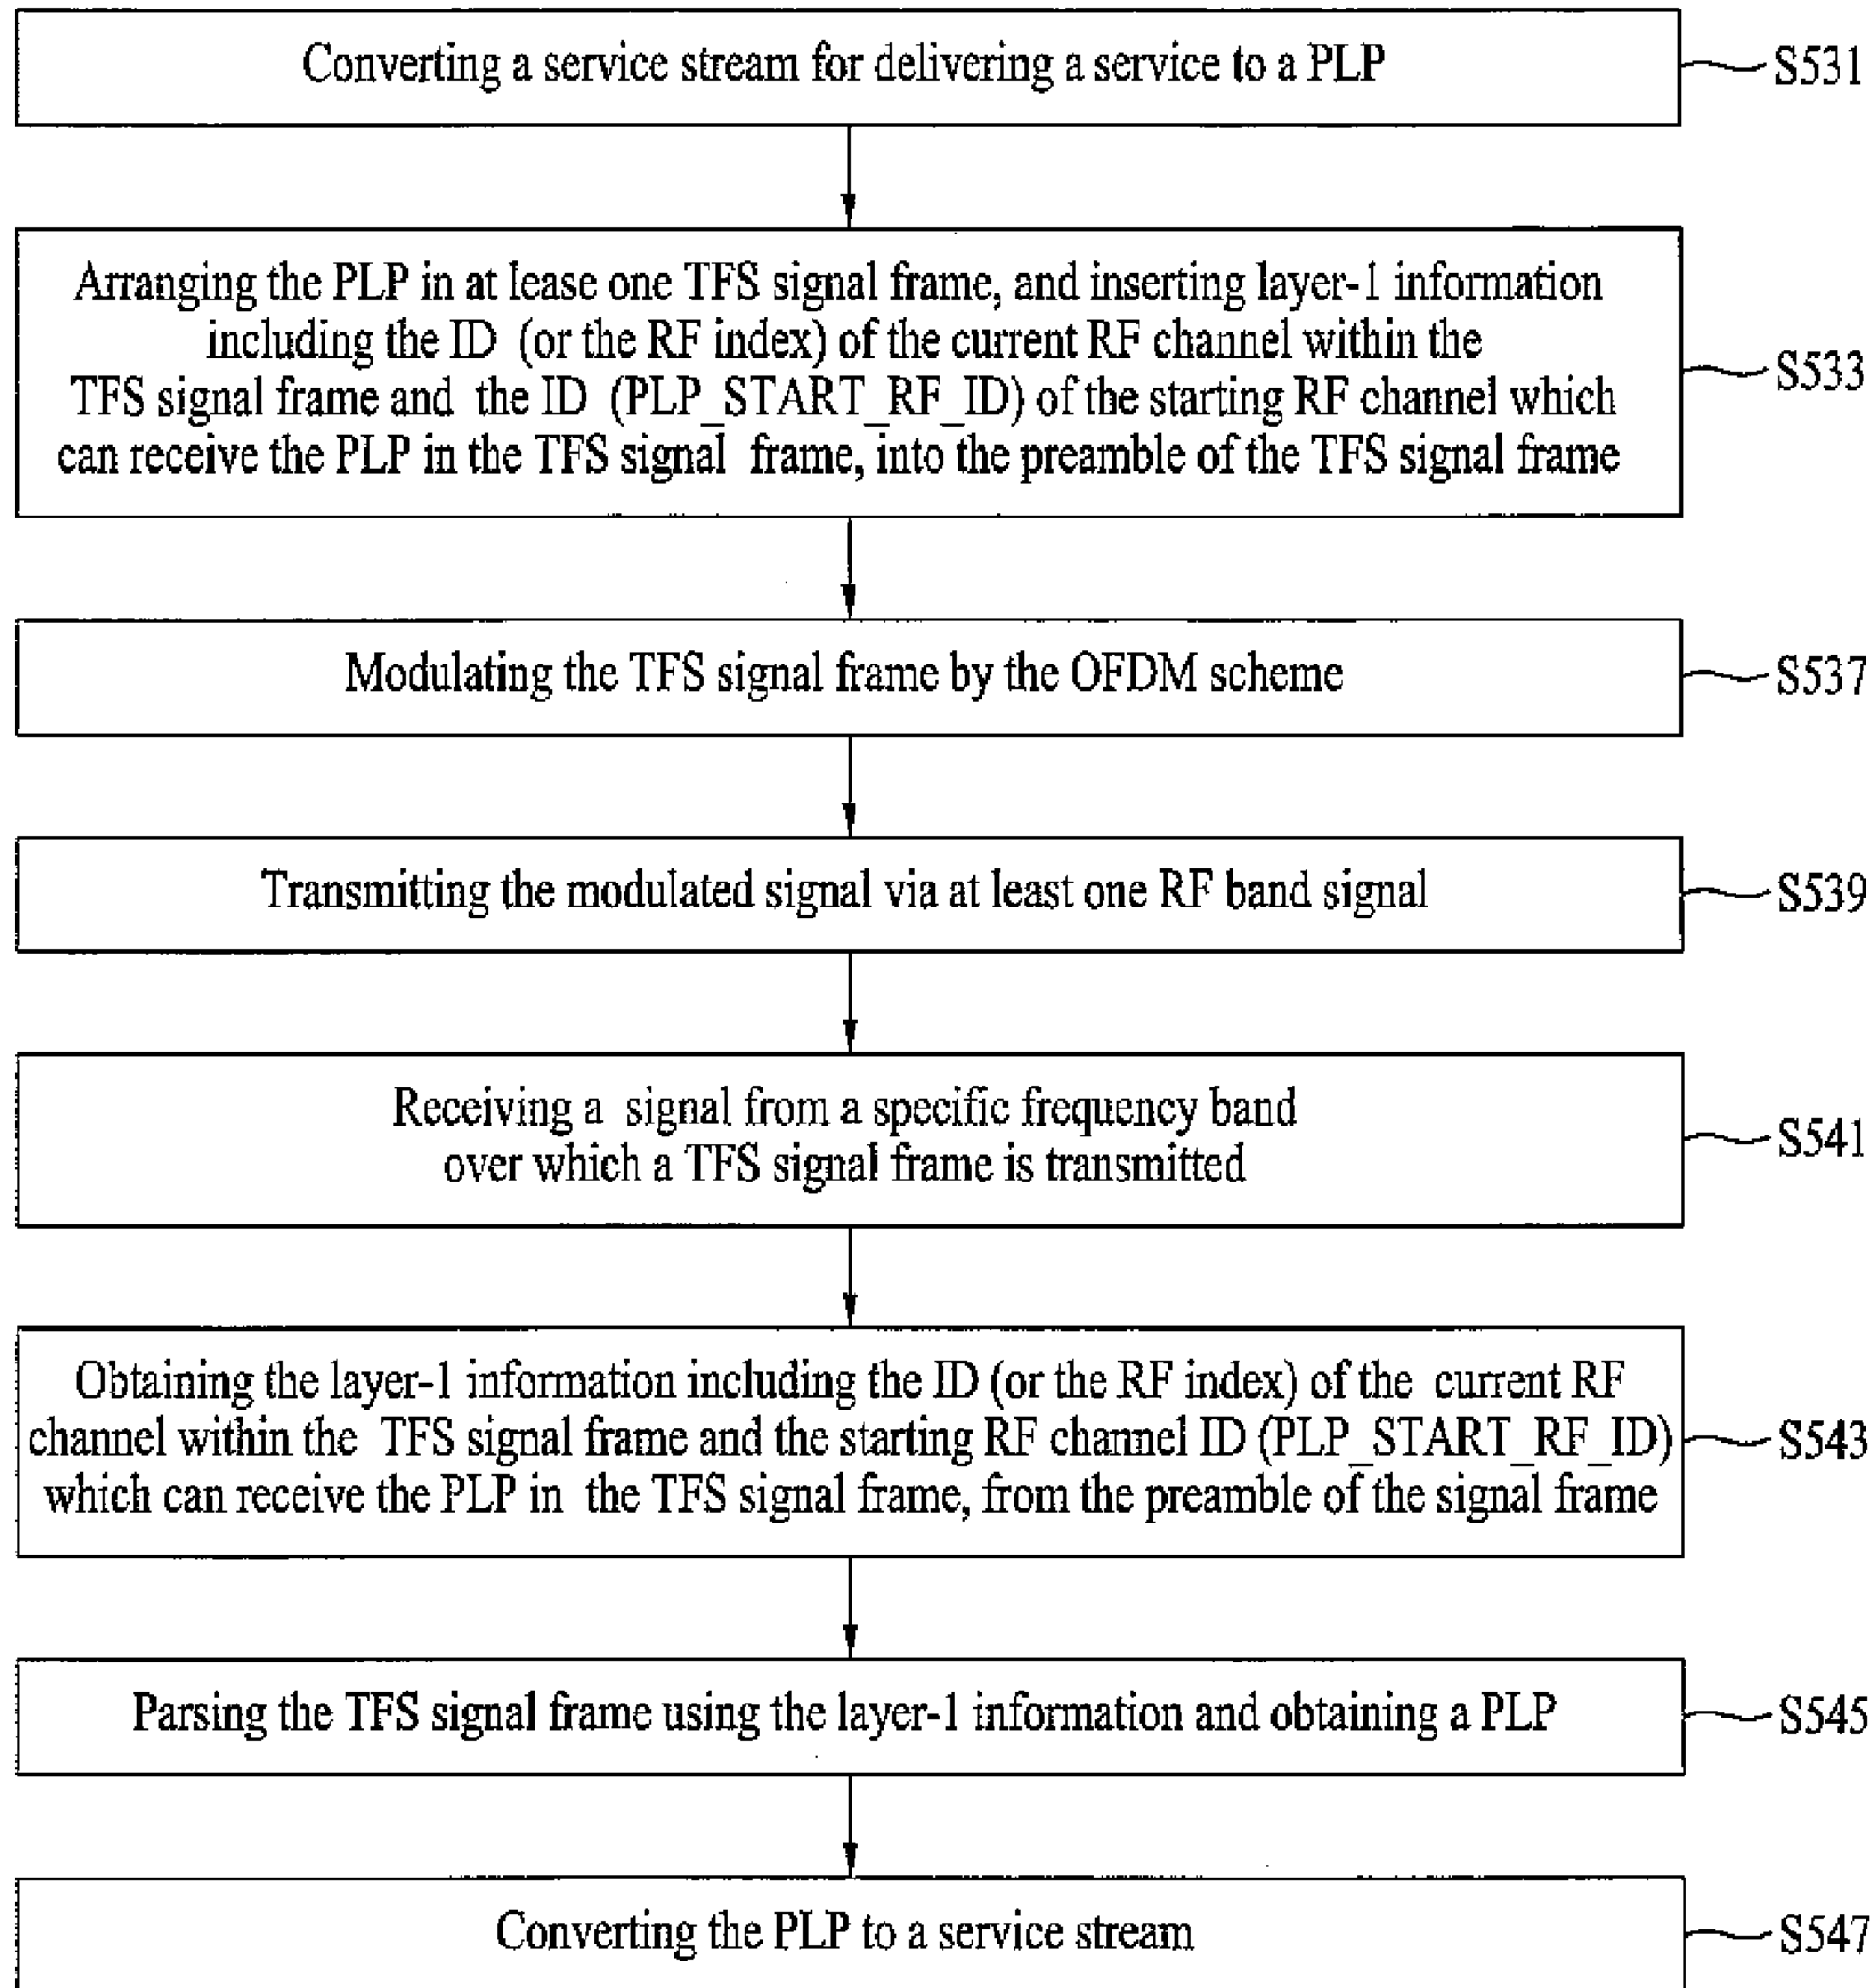 Converting a service stream for delivering a service to a PLP
S531
Arranging the PLP in at lease one TFS signal frame, and inserting layer-1 information
including the ID (or the RF index) of the current RF channel within the
TFS signal frame and the ID (PLP_START_RF_ID) of the starting RF channel which
can receive the PLP in the TFS signal frame, into the preamble of the TFS signal frame
S533
Modulating the TFS signal frame by the OFDM scheme
S537
Transmitting the modulated signal via at least one RF band signal
S539
Receiving a signal from a specific frequency band
over which a TFS signal frame is transmitted
S541
Obtaining the layer-1 information including the ID (or the RF index) of the current RF
channel within the TFS signal frame and the starting RF channel ID (PLP_START_RF_ID)
which can receive the PLP in the TFS signal frame, from the preamble of the signal frame
S543
Parsing the TFS signal frame using the layer-1 information and obtaining a PLP
S545
Converting the PLP to a service stream
S547